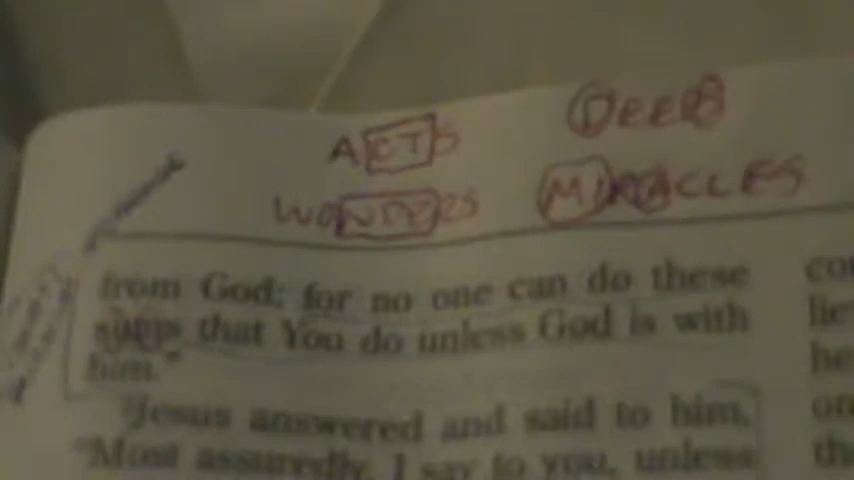 ACTS DEEDS
WONDERS MIRACLES
from God; for no one can do these
signs that You do unless God is with
him."
Jesus answered and said to him,
"Most assuredly, I say to you, unless